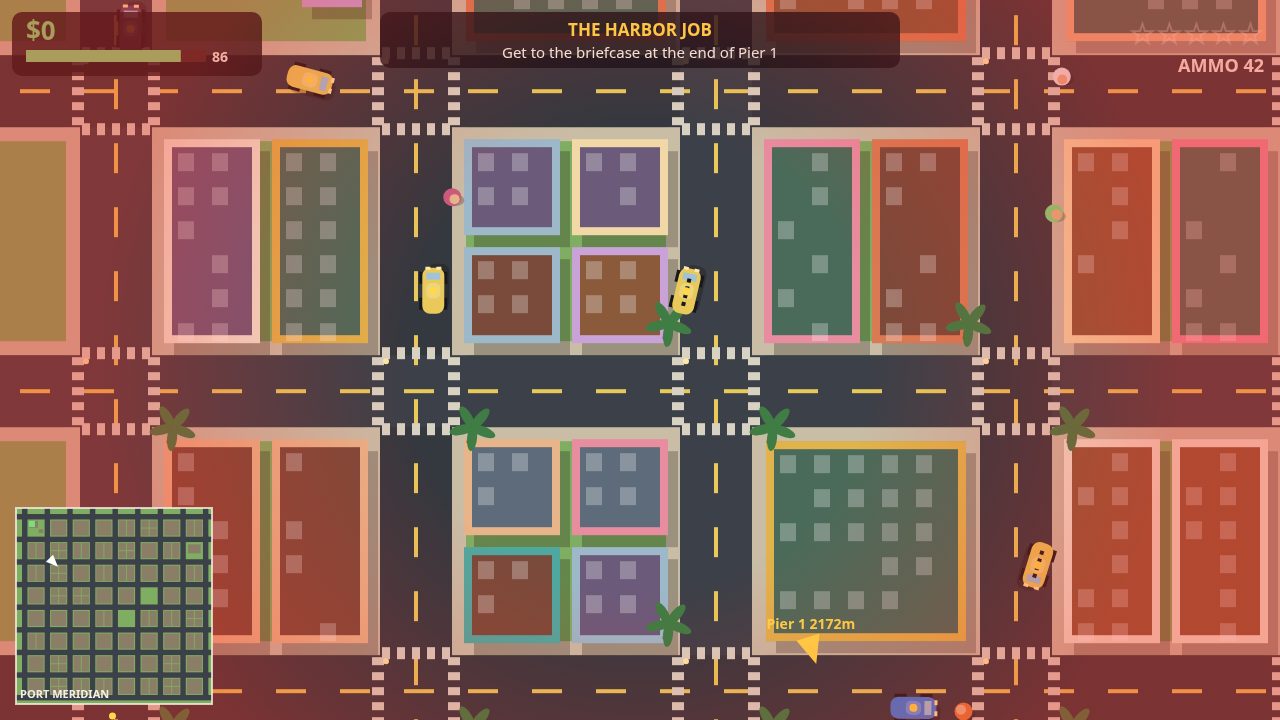 $0
86
THE HARBOR JOB
Get to the briefcase at the end of Pier 1
AMMO 42
Pier 1 2172m
PORT MERIDIAN